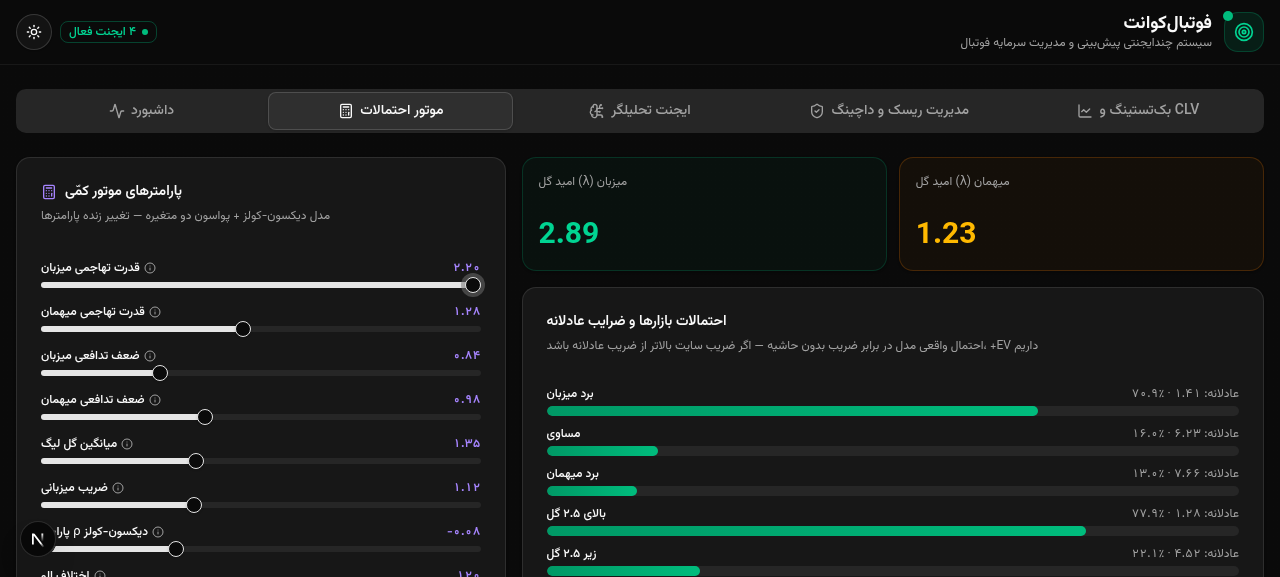 فوتبال‌کوانت
سیستم چندایجنتی پیش‌بینی و مدیریت سرمایه فوتبال
۴ ایجنت فعال
داشبورد
موتور احتمالات
ایجنت تحلیلگر
مدیریت ریسک و داچینگ
بک‌تستینگ و CLV
پارامترهای موتور کمّی
مدل دیکسون-کولز + پواسون دو متغیره — تغییر زنده پارامترها
قدرت تهاجمی میزبان
۲.۲۰
قدرت تهاجمی میهمان
۱.۲۸
ضعف تدافعی میزبان
۰.۸۴
ضعف تدافعی میهمان
۰.۹۸
میانگین گل لیگ
۱.۳۵
ضریب میزبانی
۱.۱۲
دیکسون-کولز ρ
-۰.۰۸
اختلاف الو
۱۲۰
امید گل (λ) میزبان
2.89
امید گل (λ) میهمان
1.23
احتمالات بازارها و ضرایب عادلانه
احتمال واقعی مدل در برابر ضریب بدون حاشیه — اگر ضریب سایت بالاتر از ضریب عادلانه باشد، +EV داریم
برد میزبان
۷۰.۹٪ · عادلانه: ۱.۴۱
مساوی
۱۶.۰٪ · عادلانه: ۶.۲۳
برد میهمان
۱۳.۰٪ · عادلانه: ۷.۶۶
بالای ۲.۵ گل
۷۷.۹٪ · عادلانه: ۱.۲۸
زیر ۲.۵ گل
۲۲.۱٪ · عادلانه: ۴.۵۲